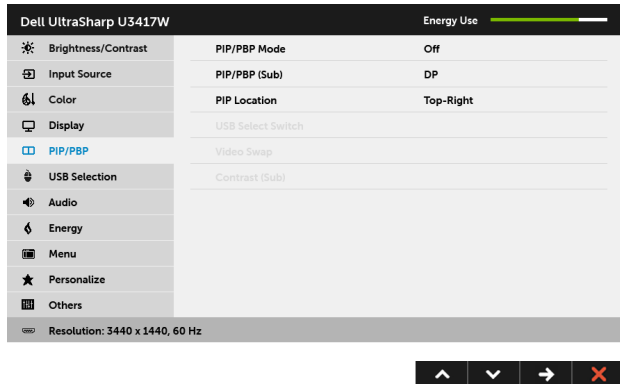 Dell UltraSharp U3417W Energy Use
Brightness/Contrast PIP/PBP Mode Off
Input Source PIP/PBP (Sub) DP
Color PIP Location Top-Right
Display USB Select Switch
PIP/PBP Video Swap
USB Selection Contrast (Sub)
Audio
Energy
Menu
Personalize
Others
Resolution: 3440 x 1440, 60 Hz